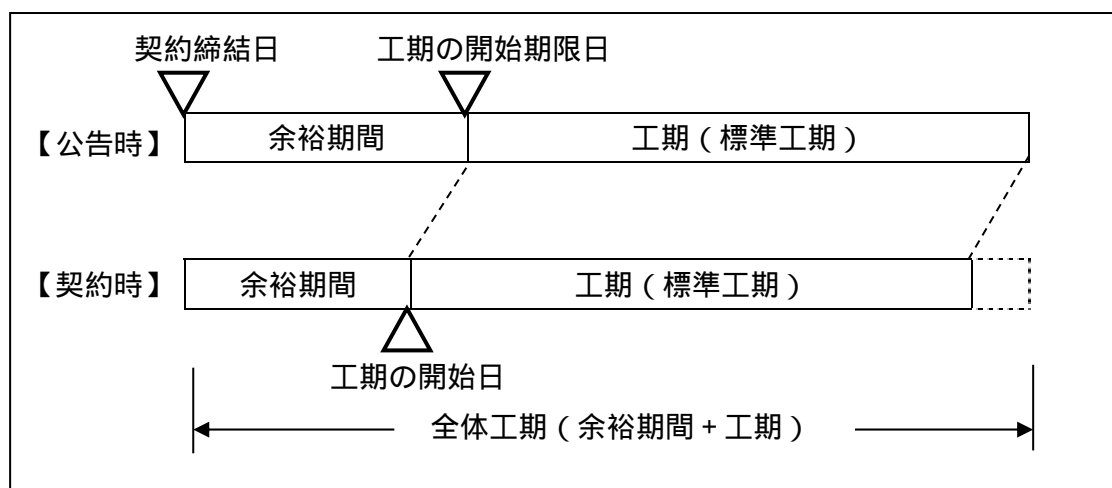 契約締結日 工期の開始期限日
【公告時】 余裕期間 工期(標準工期)
【契約時】 余裕期間 工期(標準工期)
工期の開始日
全体工期(余裕期間+工期)